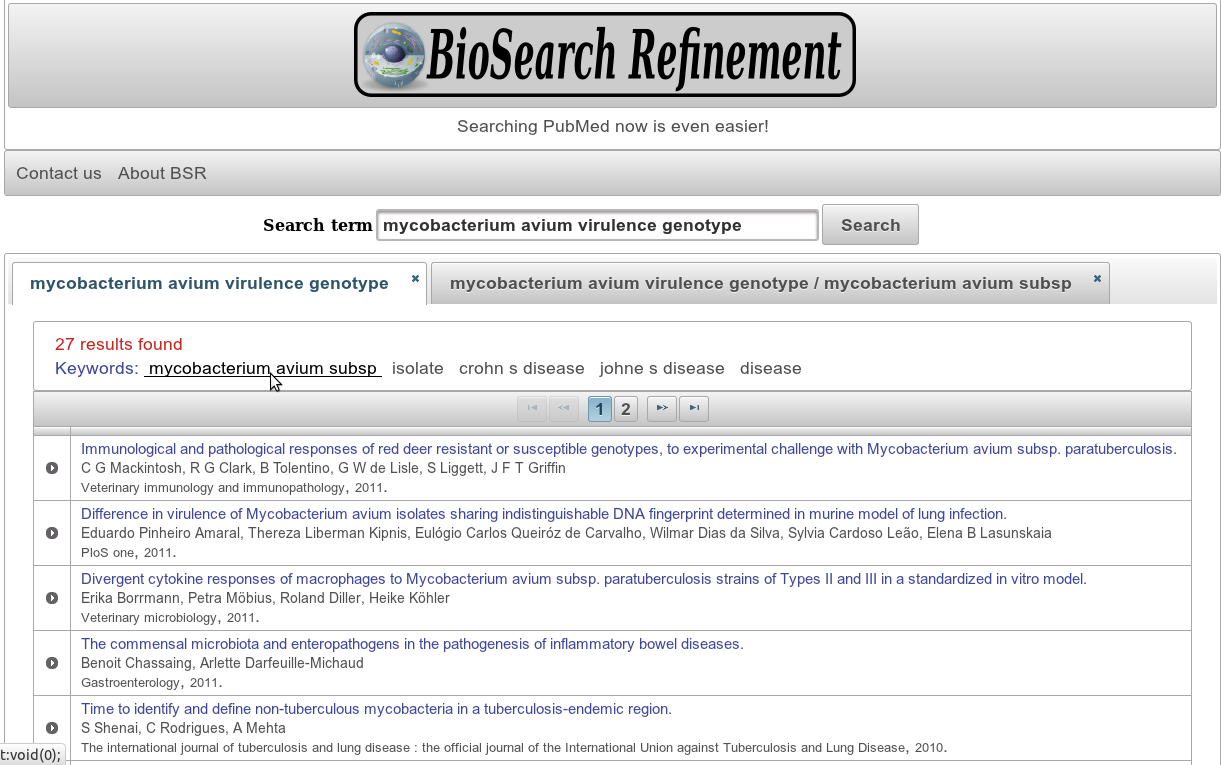 BioSearch Refinement
Searching PubMed now is even easier!
Contact us About BSR
Search term mycobacterium avium virulence genotype Search
mycobacterium avium virulence genotype mycobacterium avium virulence genotype / mycobacterium avium subsp
27 results found
Keywords: mycobacterium avium subsp isolate crohn s disease johne s disease disease
1 2
Immunological and pathological responses of red deer resistant or susceptible genotypes, to experimental challenge with Mycobacterium avium subsp. paratuberculosis.
C G Mackintosh, R G Clark, B Tolentino, G W de Lisle, S Liggett, J F T Griffin
Veterinary immunology and immunopathology, 2011.
Difference in virulence of Mycobacterium avium isolates sharing indistinguishable DNA fingerprint determined in murine model of lung infection.
Eduardo Pinheiro Amaral, Thereza Liberman Kipnis, Eulógio Carlos Queiróz de Carvalho, Wilmar Dias da Silva, Sylvia Cardoso Leão, Elena B Lasunskaia
PloS one, 2011.
Divergent cytokine responses of macrophages to Mycobacterium avium subsp. paratuberculosis strains of Types II and III in a standardized in vitro model.
Erika Borrmann, Petra Möbius, Roland Diller, Heike Köhler
Veterinary microbiology, 2011.
The commensal microbiota and enteropathogens in the pathogenesis of inflammatory bowel diseases.
Benoit Chassaing, Arlette Darfeuille-Michaud
Gastroenterology, 2011.
Time to identify and define non-tuberculous mycobacteria in a tuberculosis-endemic region.
S Shenai, C Rodrigues, A Mehta
The international journal of tuberculosis and lung disease : the official journal of the International Union against Tuberculosis and Lung Disease, 2010.
t:void(0);